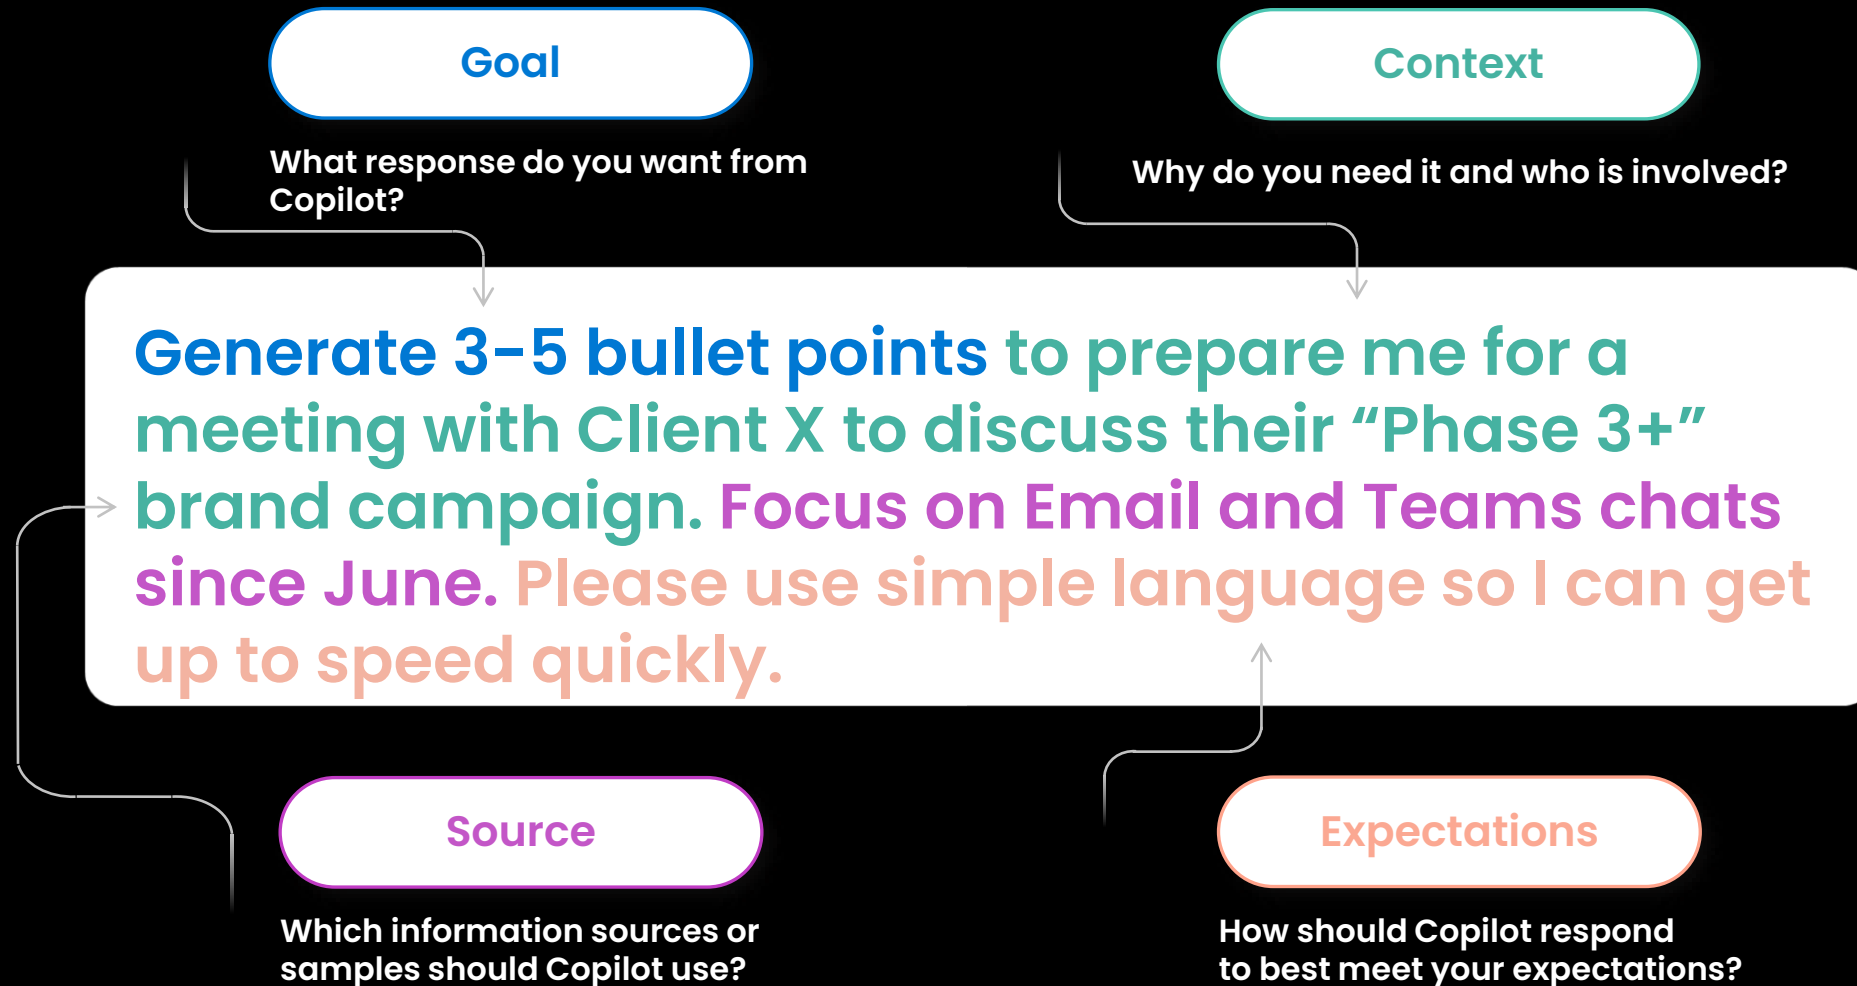 Goal
Context
What response do you want from
Copilot?
Why do you need it and who is involved?
Generate 3-5 bullet points to prepare me for a
meeting with Client X to discuss their “Phase 3+”
brand campaign. Focus on Email and Teams chats
since June. Please use simple language so I can get
up to speed quickly.
Source
Expectations
Which information sources or
samples should Copilot use?
How should Copilot respond
to best meet your expectations?